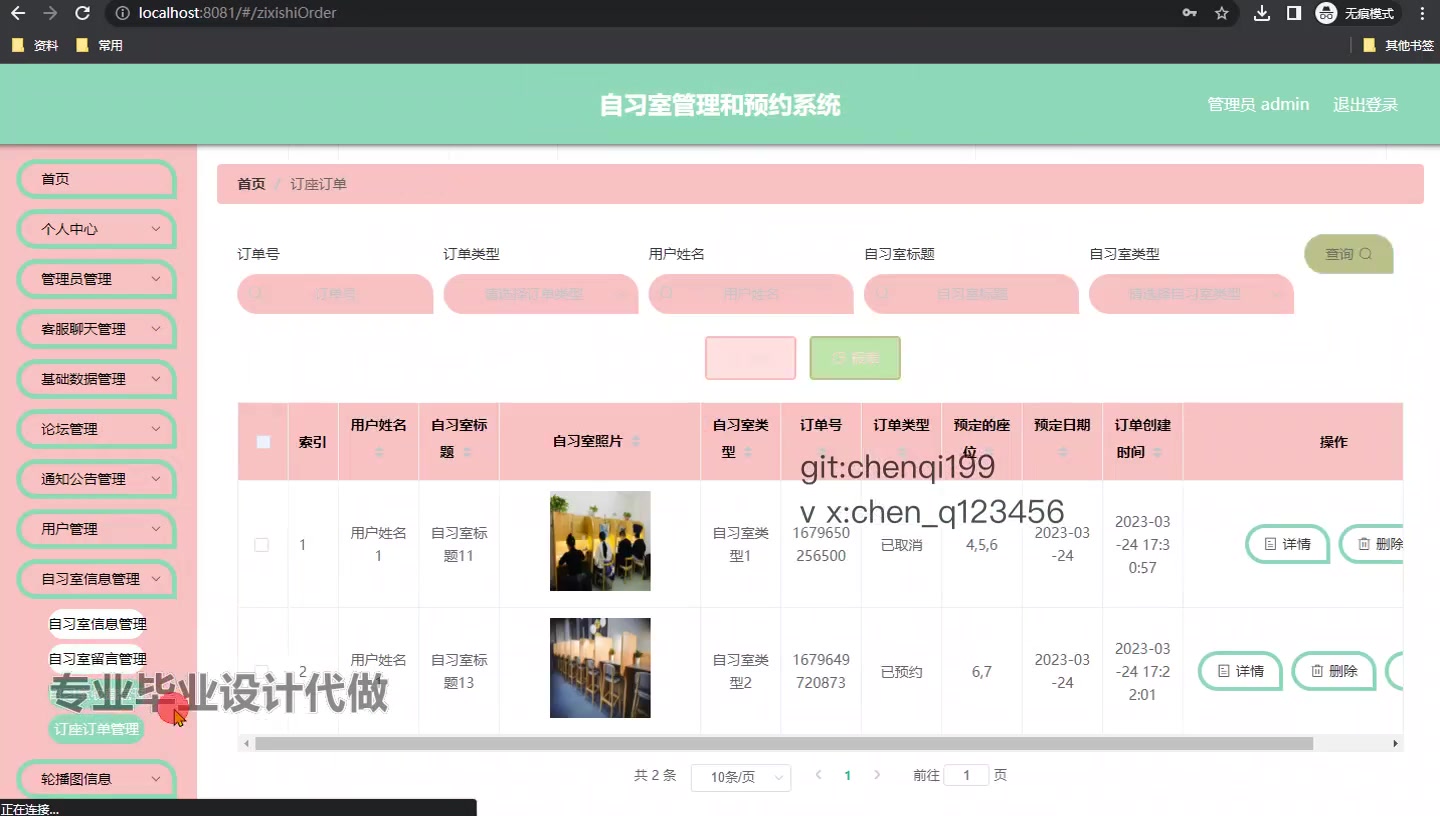 localhost:8081/#/zixishiOrder
无痕模式
资料
常用
其他书签
自习室管理和预约系统
管理员 admin
退出登录
首页
个人中心
管理员管理
客服聊天管理
基础数据管理
论坛管理
通知公告管理
用户管理
自习室信息管理
自习室信息管理
自习室留言管理
订座订单管理
轮播图信息
首页 / 订座订单
订单号
订单类型
用户姓名
自习室标题
自习室类型
查询
订单号
请选择订单类型
用户姓名
自习室标题
请选择自习室类型
报表
索引
用户姓名
自习室标
题
自习室照片
自习室类
型
订单号
订单类型
预定的座
位
预定日期
订单创建
时间
操作
1
用户姓名
1
自习室标
题11
自习室类
型1
1679650
256500
已取消
4,5,6
2023-03
-24
2023-03
-24 17:3
0:57
详情
删除
2
用户姓名
自习室标
题13
自习室类
型2
1679649
720873
已预约
6,7
2023-03
-24
2023-03
-24 17:2
2:01
详情
删除
共 2 条
10条/页
1
前往 1 页
git:chenqi199
v x:chen_q123456
专业毕业设计代做
正在连接...